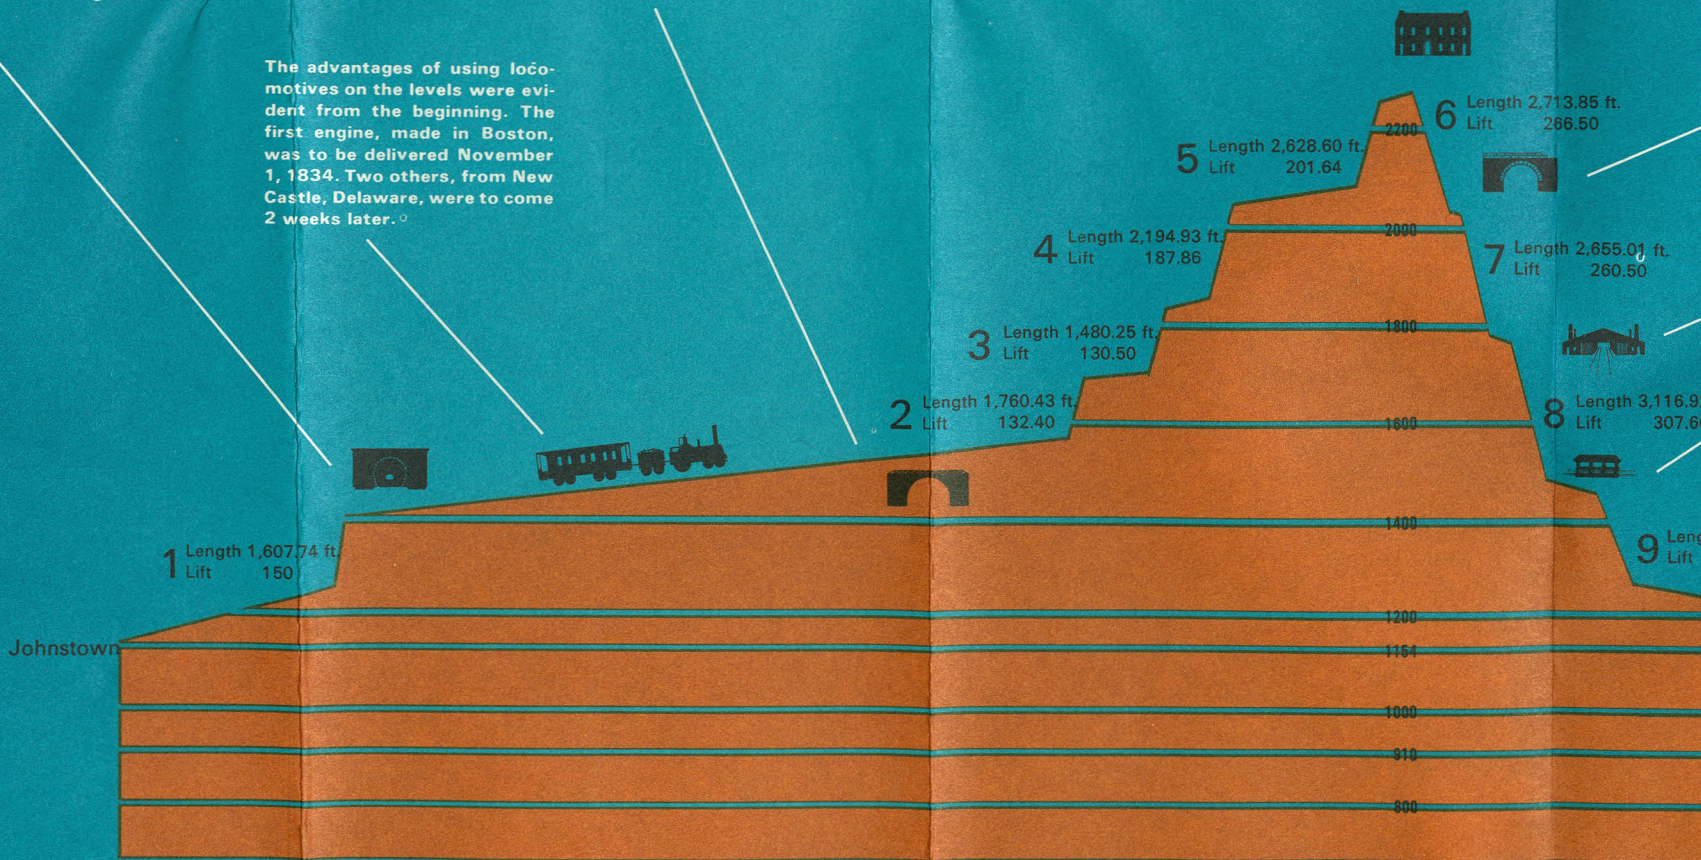 The advantages of using loco-
motives on the levels were evi-
dent from the beginning. The
first engine, made in Boston,
was to be delivered November
1, 1834. Two others, from New
Castle, Delaware, were to come
2 weeks later.
6 Length 2,713.85 ft.
Lift 266.50
2200
5 Length 2,628.60 ft.
Lift 201.64
2000
4 Length 2,194.93 ft.
Lift 187.86
7 Length 2,655.01 ft.
Lift 260.50
1800
3 Length 1,480.25 ft.
Lift 130.50
2 Length 1,760.43 ft.
Lift 132.40
1600
8 Length 3,116.9
Lift 307.6
1400
1 Length 1,607.74 ft.
Lift 150
9 Leng
Lift
1200
Johnstown
1154
1000
910
800